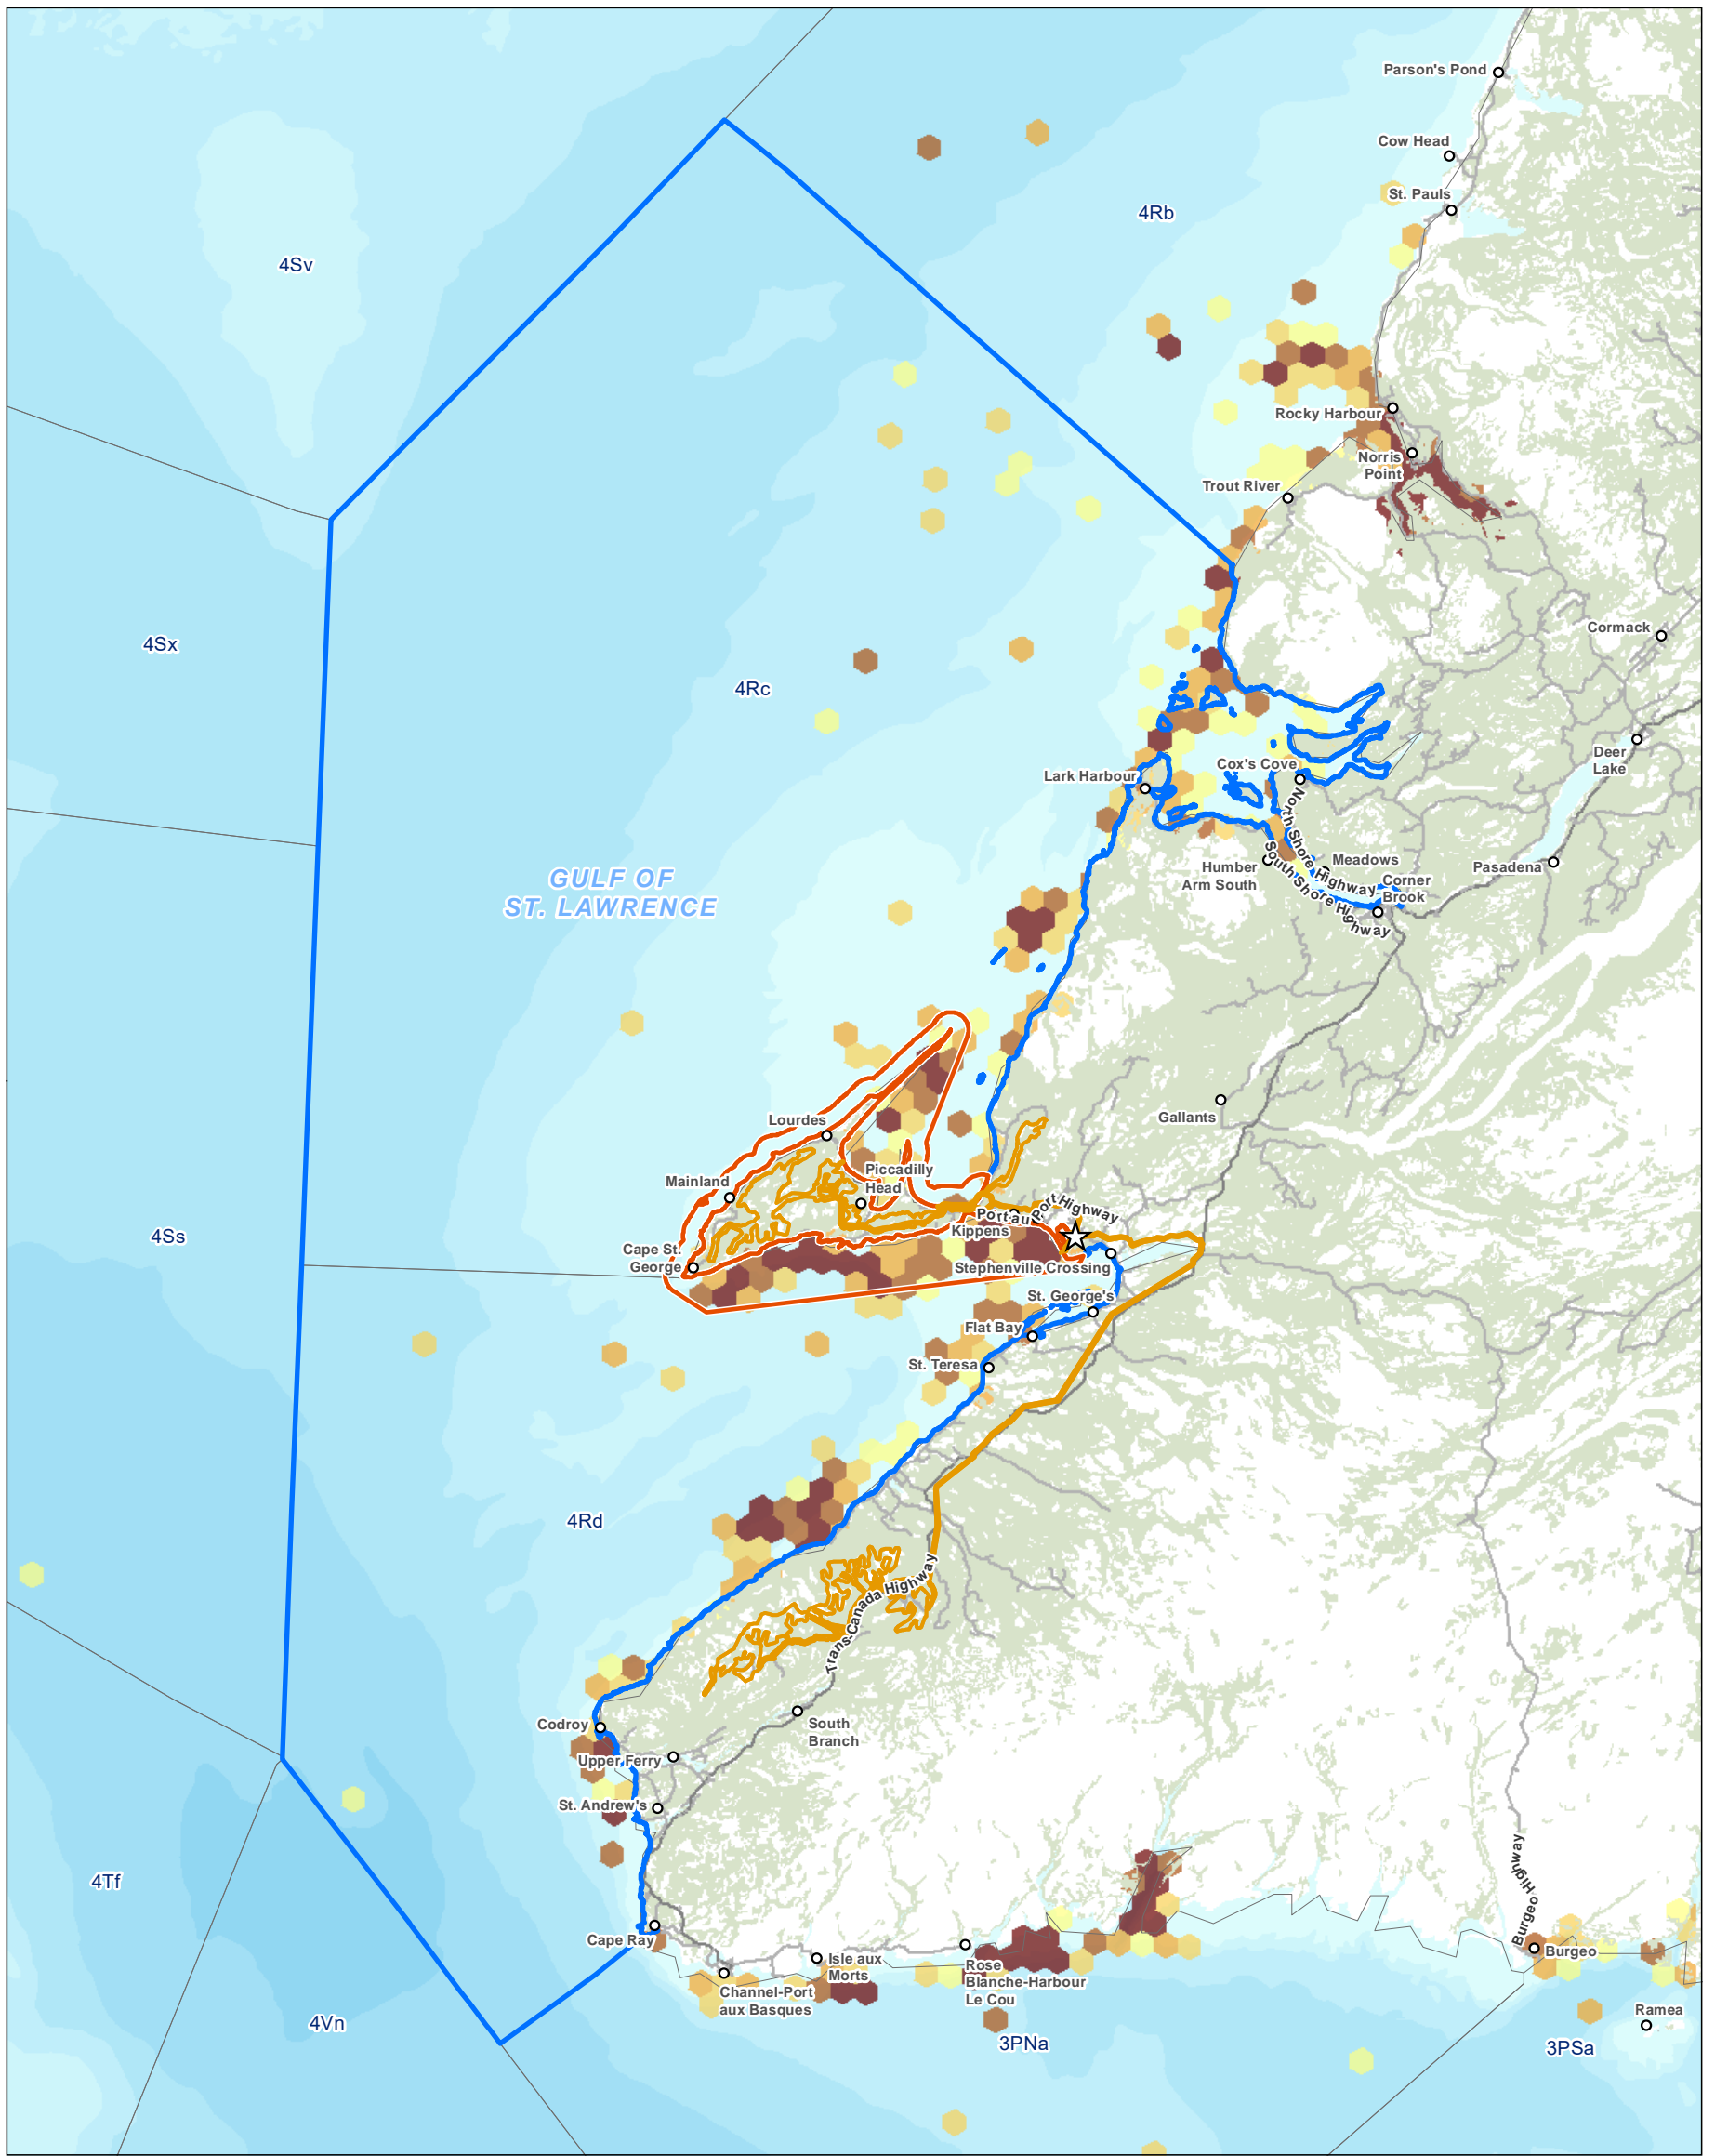 Parson's Pond
Cow Head
St. Pauls
4Rb
4Sv
Rocky Harbour
Norris
Point
Trout River
Cormack
4Sx
4Rc
Deer
Lake
Cox's Cove
Lark Harbour
North Shore Highway
South Shore Highway
Meadows
Humber
Arm South
Corner
Brook
Pasadena
GULF OF
ST. LAWRENCE
Gallants
Lourdes
Piccadilly
Head
Mainland
Port au Port Highway
Kippens
4Ss
Cape St.
George
Stephenville Crossing
St. George's
Flat Bay
St. Teresa
4Rd
Trans-Canada Highway
Codroy
South
Branch
Upper Ferry
St. Andrew's
4Tf
Burgeo Highway
Cape Ray
Isle aux
Morts
Rose
Blanche-Harbour
Le Cou
Burgeo
Channel-Port
aux Basques
4Vn
3PNa
3PSa
Ramea